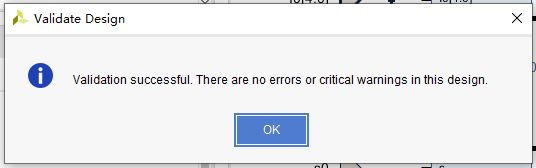 Validate Design
Validation successful. There are no errors or critical warnings in this design.
OK